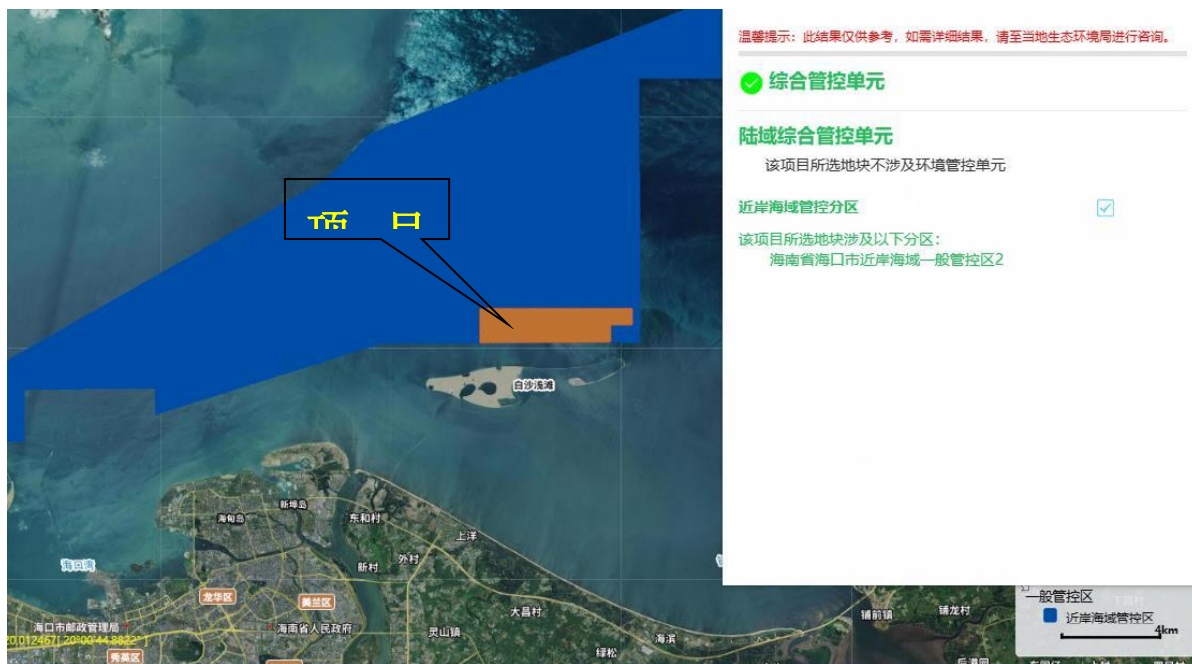 温馨提示：此结果仅供参考，如需详细结果，请至当地生态环境局进行咨询。
综合管控单元
陆域综合管控单元
该项目所选地块不涉及环境管控单元
近岸海域管控分区
该项目所选地块涉及以下分区：
海南省海口市近岸海域一般管控区2
白沙浅滩
新埠岛
海甸岛
东和村
上洋
外村
新村
海口湾
龙华区
美兰区
大昌村
海口市邮政管理局
海南省人民政府
灵山镇
海滨
绿松
秀英区
铺前镇
铺龙村
一般管控区
近岸海域管控区
4km